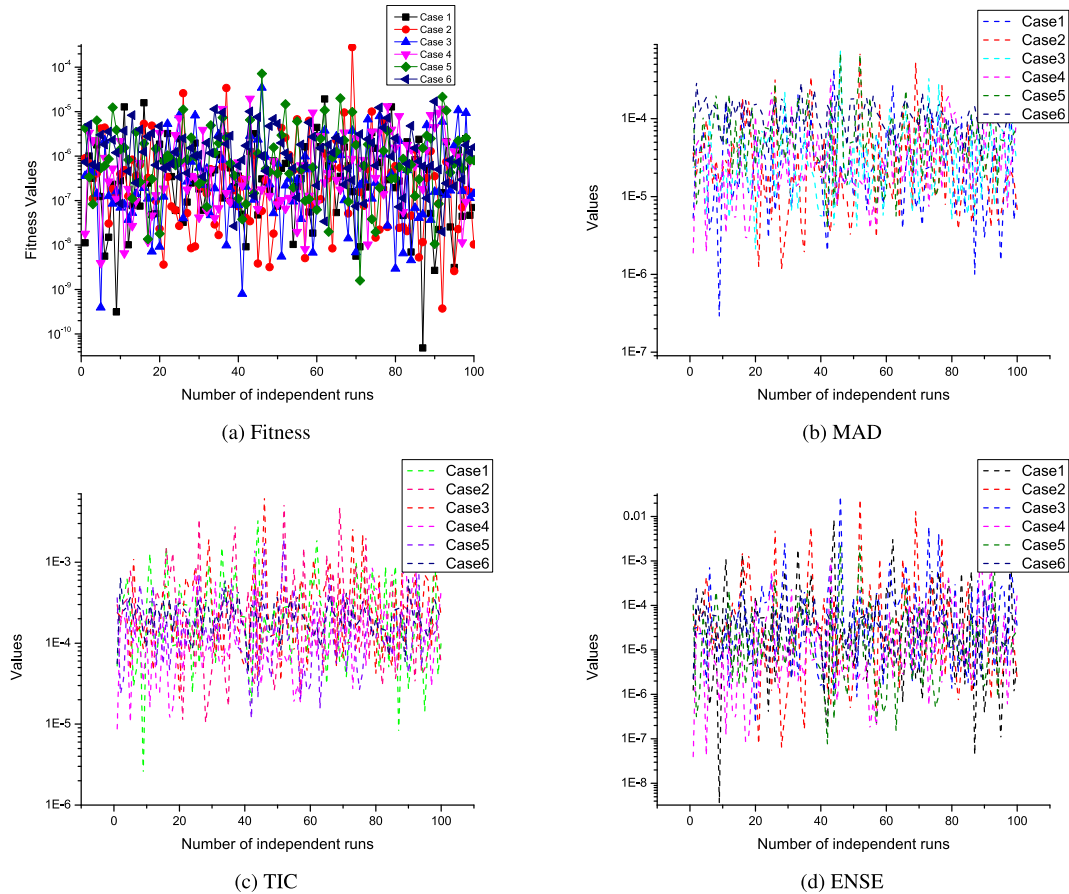 Case 1
Case 2
Case 3
Case 4
Case 5
Case 6
10^-4
10^-5
10^-6
10^-7
10^-8
10^-9
10^-10
Fitness Values
0 20 40 60 80 100
Number of independent runs
(a) Fitness
Case1
Case2
Case3
Case4
Case5
Case6
1E-4
1E-5
1E-6
1E-7
Values
0 20 40 60 80 100
Number of independent runs
(b) MAD
Case1
Case2
Case3
Case4
Case5
Case6
1E-3
1E-4
1E-5
1E-6
Values
0 20 40 60 80 100
Number of independent runs
(c) TIC
Case1
Case2
Case3
Case4
Case5
Case6
0.01
1E-3
1E-4
1E-5
1E-6
1E-7
1E-8
Values
0 20 40 60 80 100
Number of independent runs
(d) ENSE